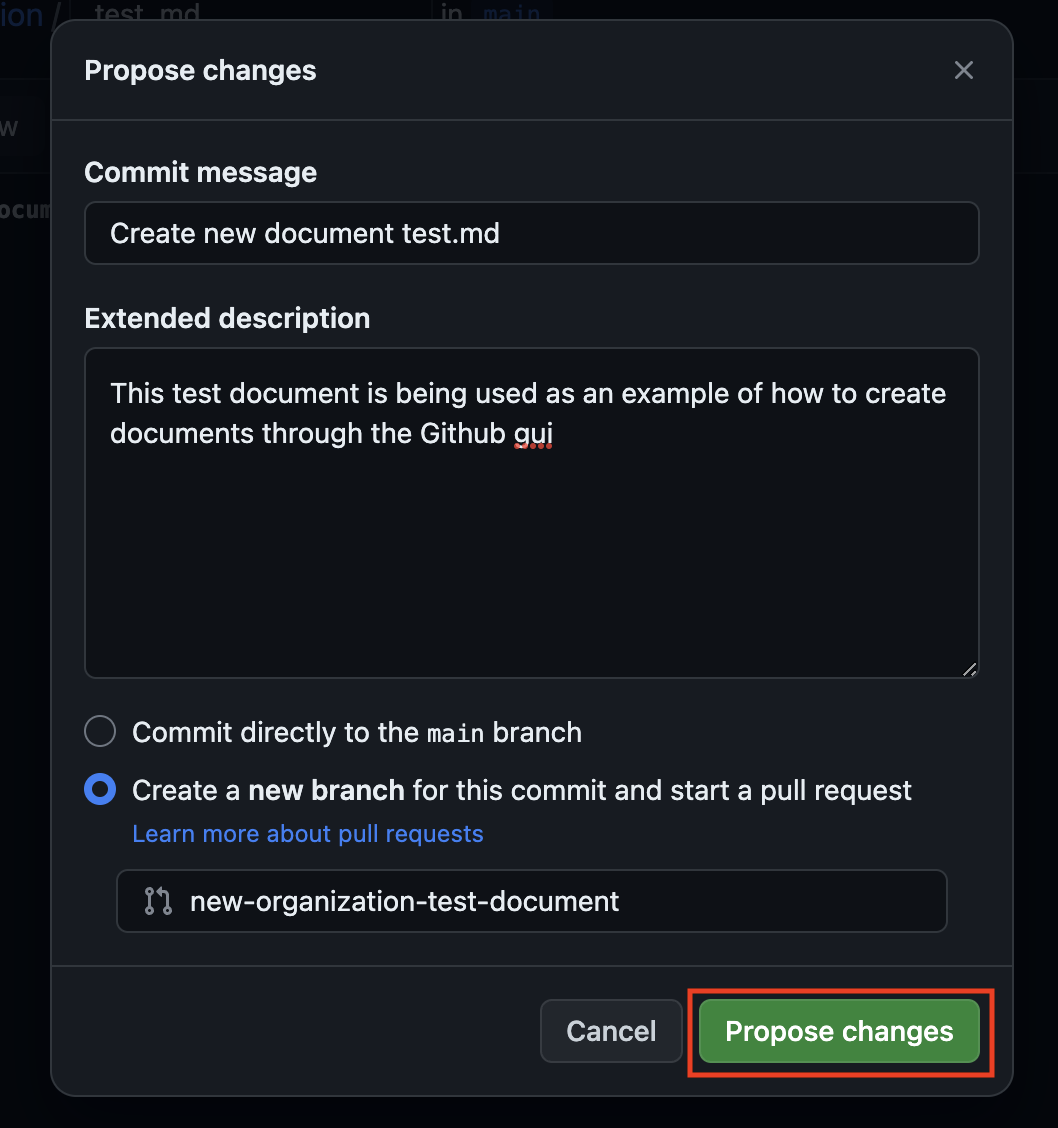 ion / test.md in main
Propose changes
w
Commit message
Create new document test.md
ocum
Extended description
This test document is being used as an example of how to create
documents through the Github gui
Commit directly to the main branch
Create a new branch for this commit and start a pull request
Learn more about pull requests
new-organization-test-document
Cancel
Propose changes